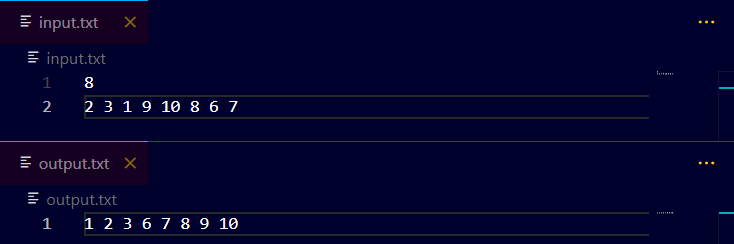 input.txt ×
input.txt
1 8
2 2 3 1 9 10 8 6 7
output.txt ×
output.txt
1 1 2 3 6 7 8 9 10